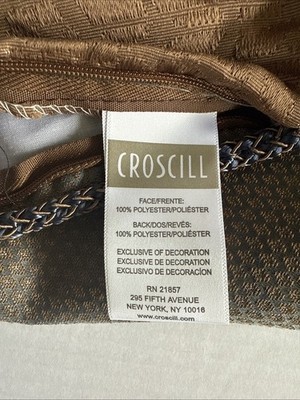 CROSCILL
FACE/FRENTE:
100% POLYESTER/POLIÉSTER
BACK/DOS/REVÉS:
100% POLYESTER/POLIÉSTER
EXCLUSIVE OF DECORATION
EXCLUSIVE DE DECORATION
EXCLUSIVO DE DECORACÍON
RN 21857
295 FIFTH AVENUE
NEW YORK, NY 10016
www.croscill.com